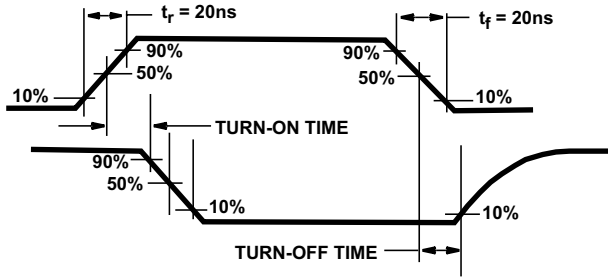 tr = 20ns
tf = 20ns
90%
90%
50%
50%
10%
10%
TURN-ON TIME
90%
50%
10%
10%
TURN-OFF TIME